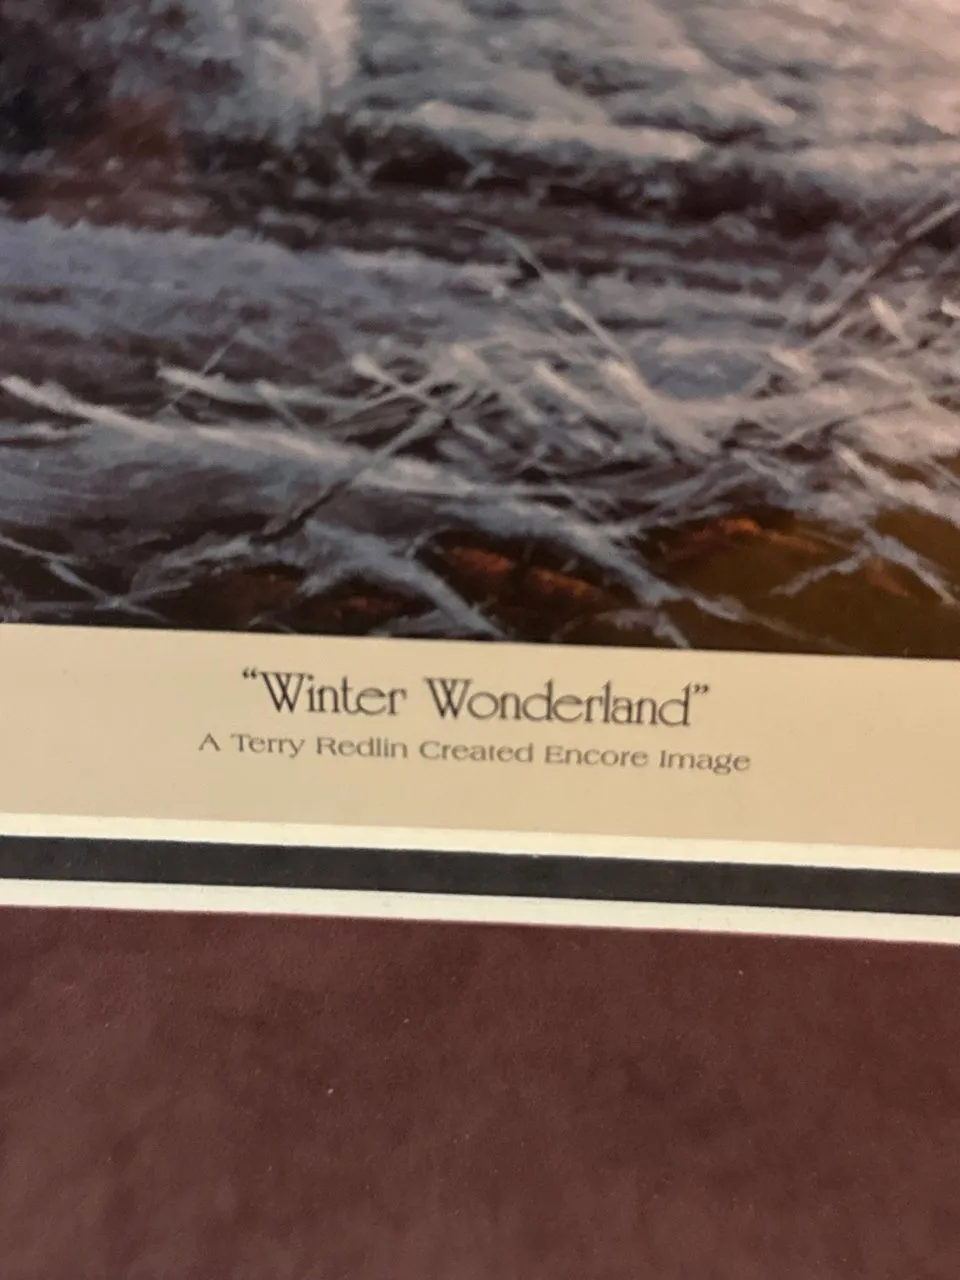 “Winter Wonderland”
A Terry Redlin Created Encore Image